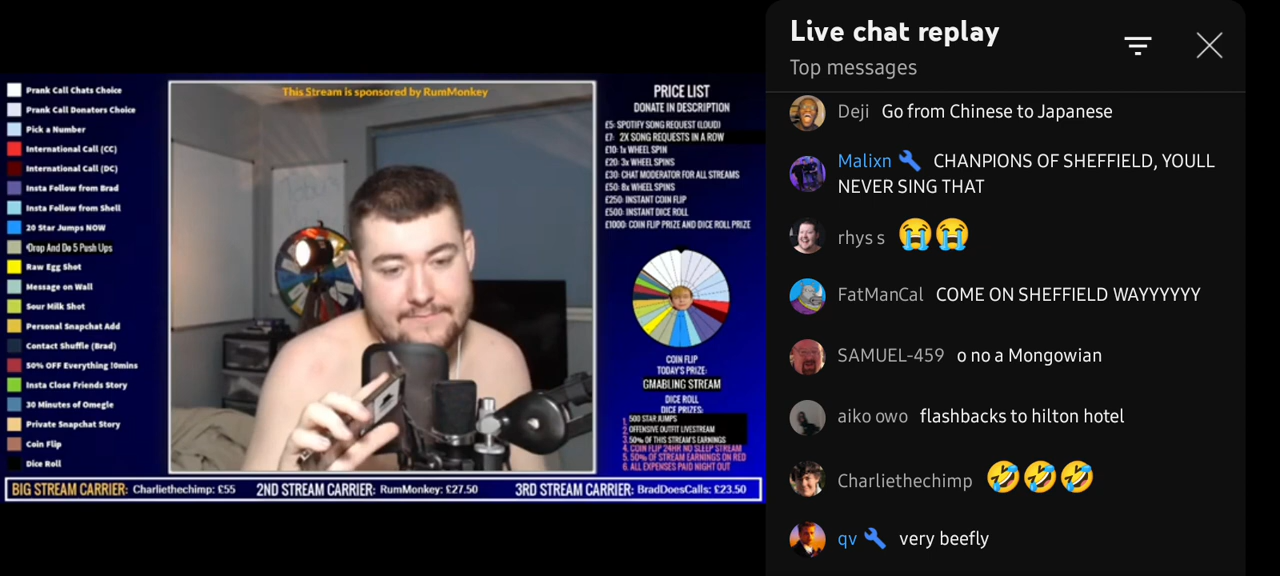 Prank Call Chats Choice
Prank Call Donators Choice
Pick a Number
International Call (CC)
International Call (DC)
Insta Follow from Brad
Insta Follow from Shell
20 Star Jumps NOW
Drop And Do 5 Push Ups
Raw Egg Shot
Message on Wall
Sour Milk Shot
Personal Snapchat Add
Contact Shuffle (Brad)
50% OFF Everything 10mins
Insta Close Friends Story
30 Minutes of Omegle
Private Snapchat Story
Coin Flip
Dice Roll
This Stream is sponsored by RumMonkey
PRICE LIST
DONATE IN DESCRIPTION
£5: SPOTIFY SONG REQUEST (LOUD)
£7: 2X SONG REQUESTS IN A ROW
£10: 1x WHEEL SPIN
£20: 3x WHEEL SPINS
£30: CHAT MODERATOR FOR ALL STREAMS
£50: 8x WHEEL SPINS
£250: INSTANT COIN FLIP
£500: INSTANT DICE ROLL
£1000: COIN FLIP PRIZE AND DICE ROLL PRIZE
COIN FLIP
TODAY'S PRIZE:
GMABLING STREAM
DICE ROLL
DICE PRIZES:
1. 500 STAR JUMPS
2. OFFENSIVE OUTFIT LIVESTREAM
3. 50% OF THIS STREAM'S EARNINGS
4. COIN FLIP 24HR NO SLEEP STREAM
5. 50% OF STREAM EARNINGS ON RED
6. ALL EXPENSES PAID NIGHT OUT
BIG STREAM CARRIER: Charliethechimp: £55 2ND STREAM CARRIER: RumMonkey: £27.50 3RD STREAM CARRIER: BradDoesCalls: £23.50
Live chat replay
Top messages
Deji Go from Chinese to Japanese
Malixn 🔧 CHANPIONS OF SHEFFIELD, YOULL
NEVER SING THAT
rhys s 😭😭
FatManCal COME ON SHEFFIELD WAYYYYYY
SAMUEL-459 o no a Mongowian
aiko owo flashbacks to hilton hotel
Charliethechimp 🤣🤣🤣
qv 🔧 very beefly